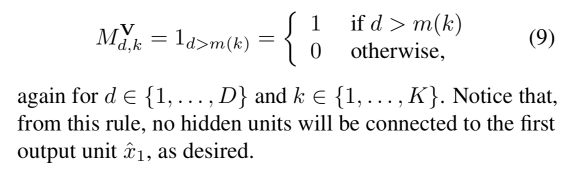 M^V_{d,k} = 1_{d>m(k)} = { 1 if d > m(k)
0 otherwise, (9)
again for d ∈ {1, . . . , D} and k ∈ {1, . . . , K}. Notice that,
from this rule, no hidden units will be connected to the first
output unit x̂₁, as desired.